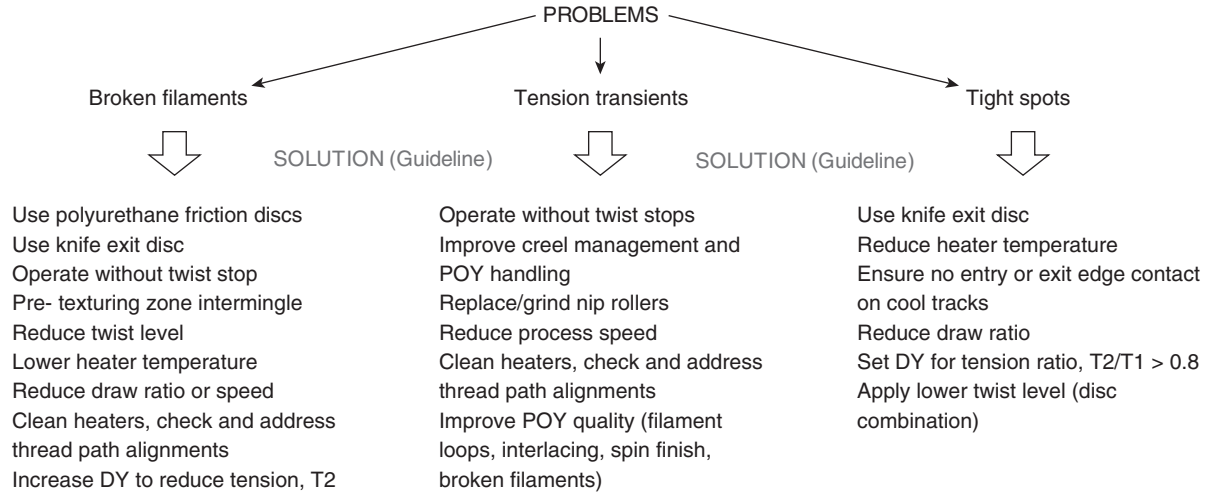 PROBLEMS
Broken filaments
Tension transients
Tight spots
SOLUTION (Guideline)
SOLUTION (Guideline)
Use polyurethane friction discs
Use knife exit disc
Operate without twist stop
Pre- texturing zone intermingle
Reduce twist level
Lower heater temperature
Reduce draw ratio or speed
Clean heaters, check and address
thread path alignments
Increase DY to reduce tension, T2
Operate without twist stops
Improve creel management and
POY handling
Replace/grind nip rollers
Reduce process speed
Clean heaters, check and address
thread path alignments
Improve POY quality (filament
loops, interlacing, spin finish,
broken filaments)
Use knife exit disc
Reduce heater temperature
Ensure no entry or exit edge contact
on cool tracks
Reduce draw ratio
Set DY for tension ratio, T2/T1 > 0.8
Apply lower twist level (disc
combination)